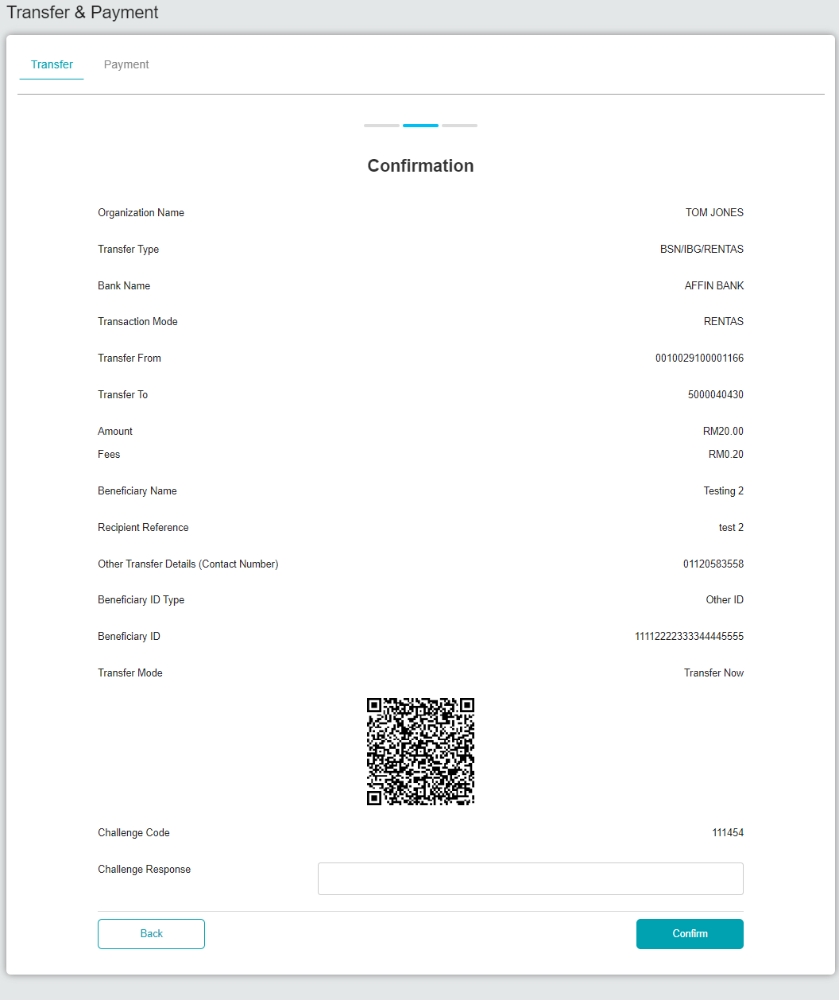 Transfer & Payment
Transfer Payment
Confirmation
Organization Name TOM JONES
Transfer Type BSN/IBG/RENTAS
Bank Name AFFIN BANK
Transaction Mode RENTAS
Transfer From 0010029100001166
Transfer To 5000040430
Amount RM20.00
Fees RM0.20
Beneficiary Name Testing 2
Recipient Reference test 2
Other Transfer Details (Contact Number) 01120583558
Beneficiary ID Type Other ID
Beneficiary ID 11112222333344445555
Transfer Mode Transfer Now
Challenge Code 111454
Challenge Response
Back Confirm